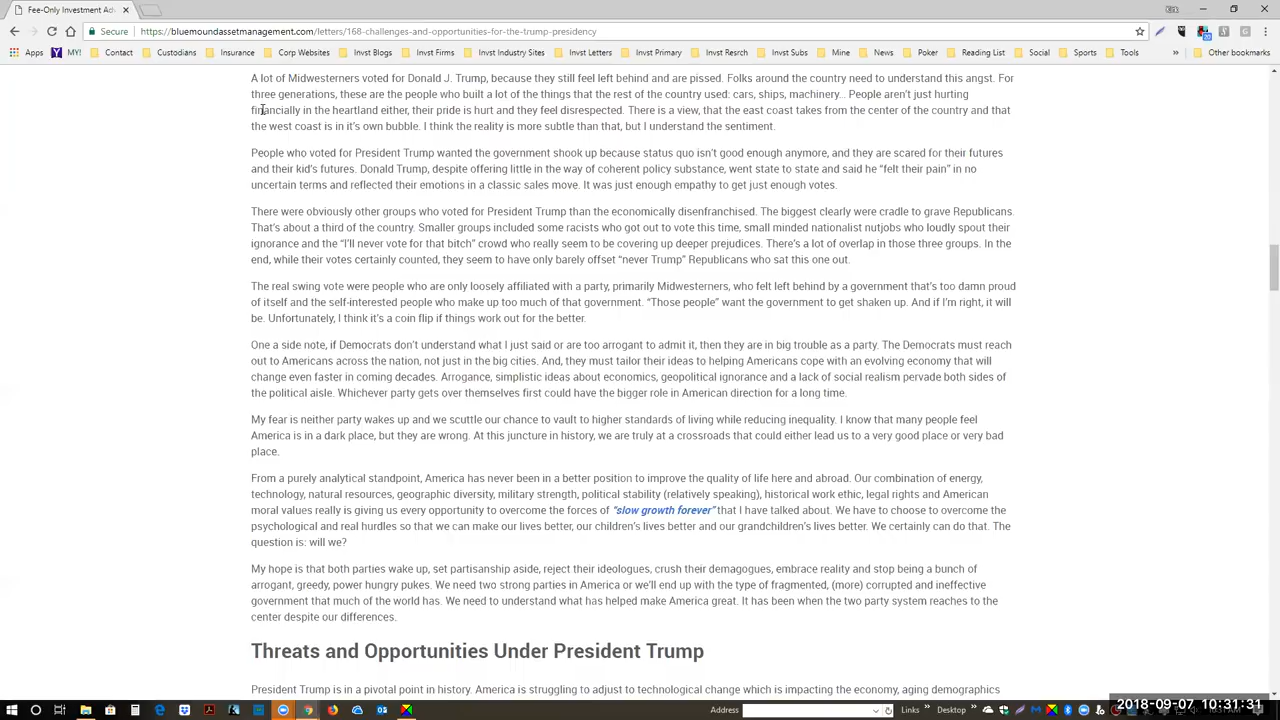 Fee-Only Investment Adv
Secure https://bluemoundassetmanagement.com/letters/168-challenges-and-opportunities-for-the-trump-presidency
Apps MY! Contact Custodians Insurance Corp Websites Invst Blogs Invst Industry Sites Invst Letters Invst Primary Invst Resrch Invst Subs Mine News Poker Reading List Social Sports Tools Other bookmarks
A lot of Midwesterners voted for Donald J. Trump, because they still feel left behind and are pissed. Folks around the country need to understand this angst. For
three generations, these are the people who built a lot of the things that the rest of the country used: cars, ships, machinery... People aren't just hurting
financially in the heartland either, their pride is hurt and they feel disrespected. There is a view, that the east coast takes from the center of the country and that
the west coast is in it's own bubble. I think the reality is more subtle than that, but I understand the sentiment.
People who voted for President Trump wanted the government shook up because status quo isn't good enough anymore, and they are scared for their futures
and their kid's futures. Donald Trump, despite offering little in the way of coherent policy substance, went state to state and said he “felt their pain” in no
uncertain terms and reflected their emotions in a classic sales move. It was just enough empathy to get just enough votes.
There were obviously other groups who voted for President Trump than the economically disenfranchised. The biggest clearly were cradle to grave Republicans.
That's about a third of the country. Smaller groups included some racists who got out to vote this time, small minded nationalist nutjobs who loudly spout their
ignorance and the “I'll never vote for that bitch” crowd who really seem to be covering up deeper prejudices. There's a lot of overlap in those three groups. In the
end, while their votes certainly counted, they seem to have only barely offset “never Trump” Republicans who sat this one out.
The real swing vote were people who are only loosely affiliated with a party, primarily Midwesterners, who felt left behind by a government that's too damn proud
of itself and the self-interested people who make up too much of that government. “Those people” want the government to get shaken up. And if I'm right, it will
be. Unfortunately, I think it's a coin flip if things work out for the better.
One a side note, if Democrats don't understand what I just said or are too arrogant to admit it, then they are in big trouble as a party. The Democrats must reach
out to Americans across the nation, not just in the big cities. And, they must tailor their ideas to helping Americans cope with an evolving economy that will
change even faster in coming decades. Arrogance, simplistic ideas about economics, geopolitical ignorance and a lack of social realism pervade both sides of
the political aisle. Whichever party gets over themselves first could have the bigger role in American direction for a long time.
My fear is neither party wakes up and we scuttle our chance to vault to higher standards of living while reducing inequality. I know that many people feel
America is in a dark place, but they are wrong. At this juncture in history, we are truly at a crossroads that could either lead us to a very good place or very bad
place.
From a purely analytical standpoint, America has never been in a better position to improve the quality of life here and abroad. Our combination of energy,
technology, natural resources, geographic diversity, military strength, political stability (relatively speaking), historical work ethic, legal rights and American
moral values really is giving us every opportunity to overcome the forces of “slow growth forever” that I have talked about. We have to choose to overcome the
psychological and real hurdles so that we can make our lives better, our children's lives better and our grandchildren's lives better. We certainly can do that. The
question is: will we?
My hope is that both parties wake up, set partisanship aside, reject their ideologues, crush their demagogues, embrace reality and stop being a bunch of
arrogant, greedy, power hungry pukes. We need two strong parties in America or we'll end up with the type of fragmented, (more) corrupted and ineffective
government that much of the world has. We need to understand what has helped make America great. It has been when the two party system reaches to the
center despite our differences.
Threats and Opportunities Under President Trump
President Trump is in a pivotal point in history. America is struggling to adjust to technological change which is impacting the economy, aging demographics
Address Links Desktop
2018-09-07 10:31:31